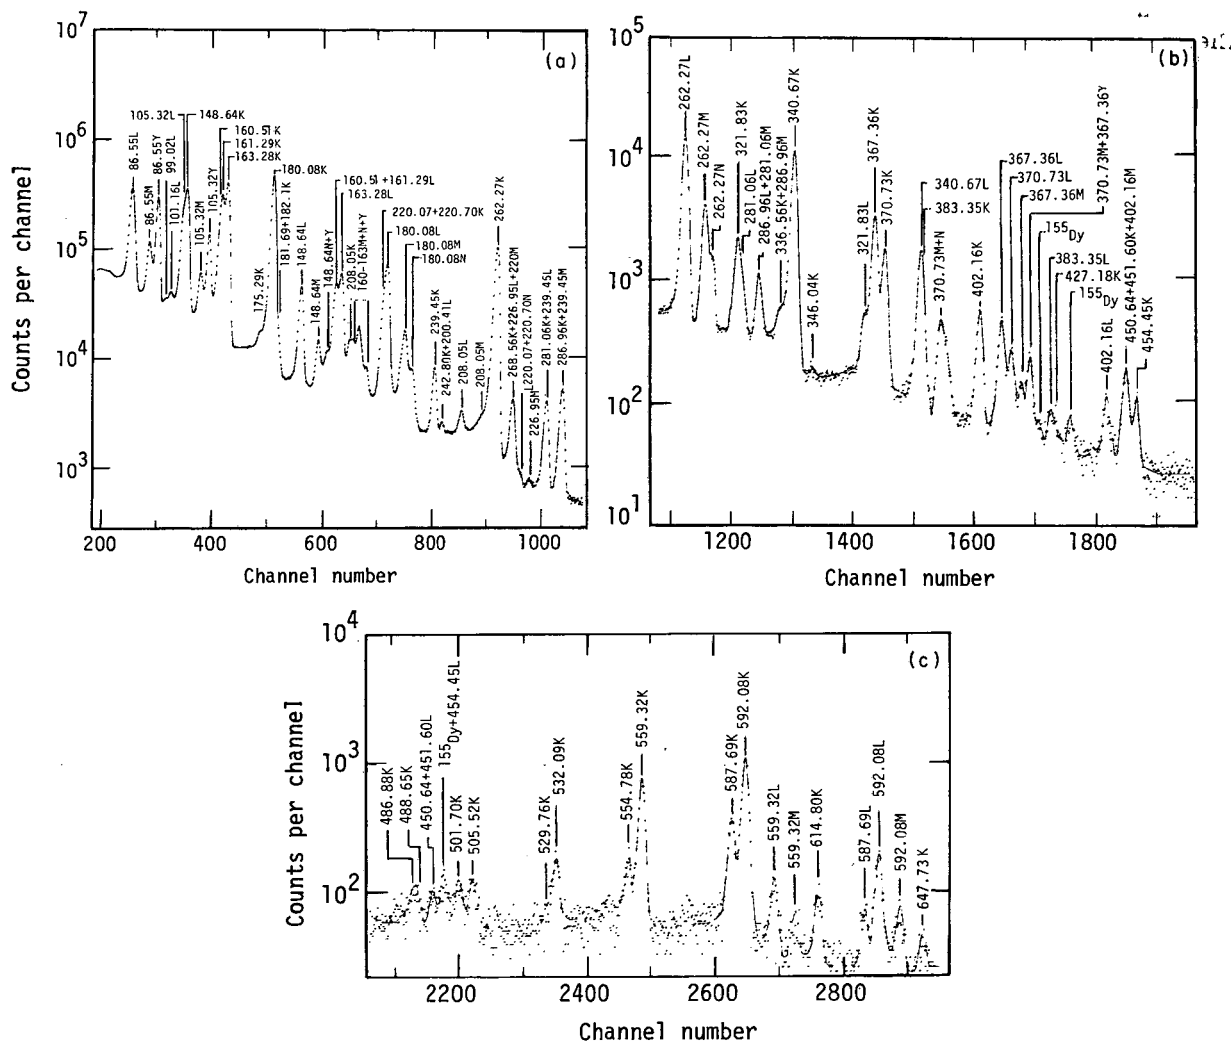 10⁷
10⁶
10⁵
10⁴
10³
Counts per channel
(a)
86.55L
86.55M
86.55Y
99.02L
101.16L
105.32L
148.64K
105.32M
105.32Y
160.51K
161.29K
163.28K
175.29K
180.08K
181.69+182.1K
148.64L
148.64M
148.64N+Y
160.51+161.29L
163.28L
208.05K
160-163M+N+Y
220.07+220.70K
180.08L
180.08M
180.08N
239.45K
242.80K+200.41L
208.05L
208.05M
262.27K
268.56K+226.95L+220M
220.07+220.70N
226.95M
281.06K+239.45L
286.96K+239.45M
200
400
600
800
1000
Channel number
10⁵
10⁴
10³
10²
10¹
(b)
262.27L
262.27M
262.27N
321.83K
281.06L
286.96L+281.06M
336.56K+286.96M
340.67K
346.04K
321.83L
367.36K
370.73K
340.67L
383.35K
370.73M+N
402.16K
367.36L
370.73L
367.36M
370.73M+367.36Y
¹⁵⁵Dy
383.35L
427.18K
¹⁵⁵Dy
402.16L
450.64+451.60K+402.16M
454.45K
1200
1400
1600
1800
Channel number
10⁴
10³
10²
Counts per channel
(c)
486.88K
488.65K
450.64+451.60L
¹⁵⁵Dy+454.45L
501.70K
505.52K
529.76K
532.09K
554.78K
559.32K
587.69K
592.08K
559.32L
559.32M
614.80K
587.69L
592.08L
592.08M
647.73K
2200
2400
2600
2800
Channel number